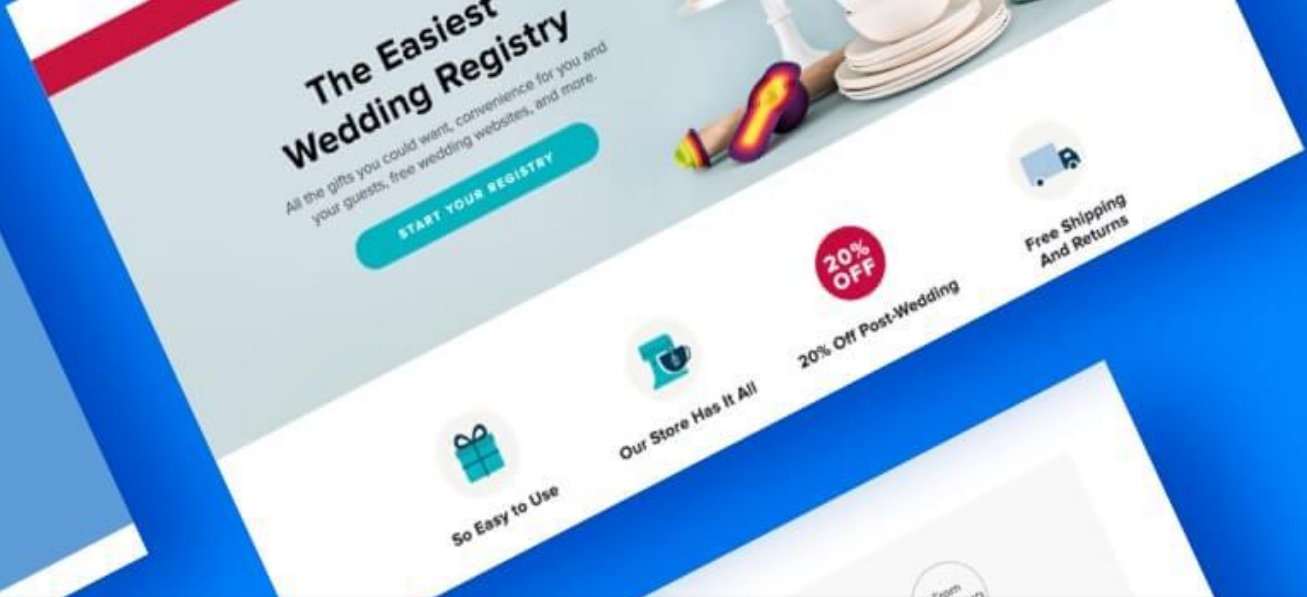 The Easiest
Wedding Registry
All the gifts you could want, convenience for you and
your guests, free wedding websites, and more.
START YOUR REGISTRY
So Easy to Use
Our Store Has It All
20%
OFF
20% Off Post-Wedding
Free Shipping
And Returns